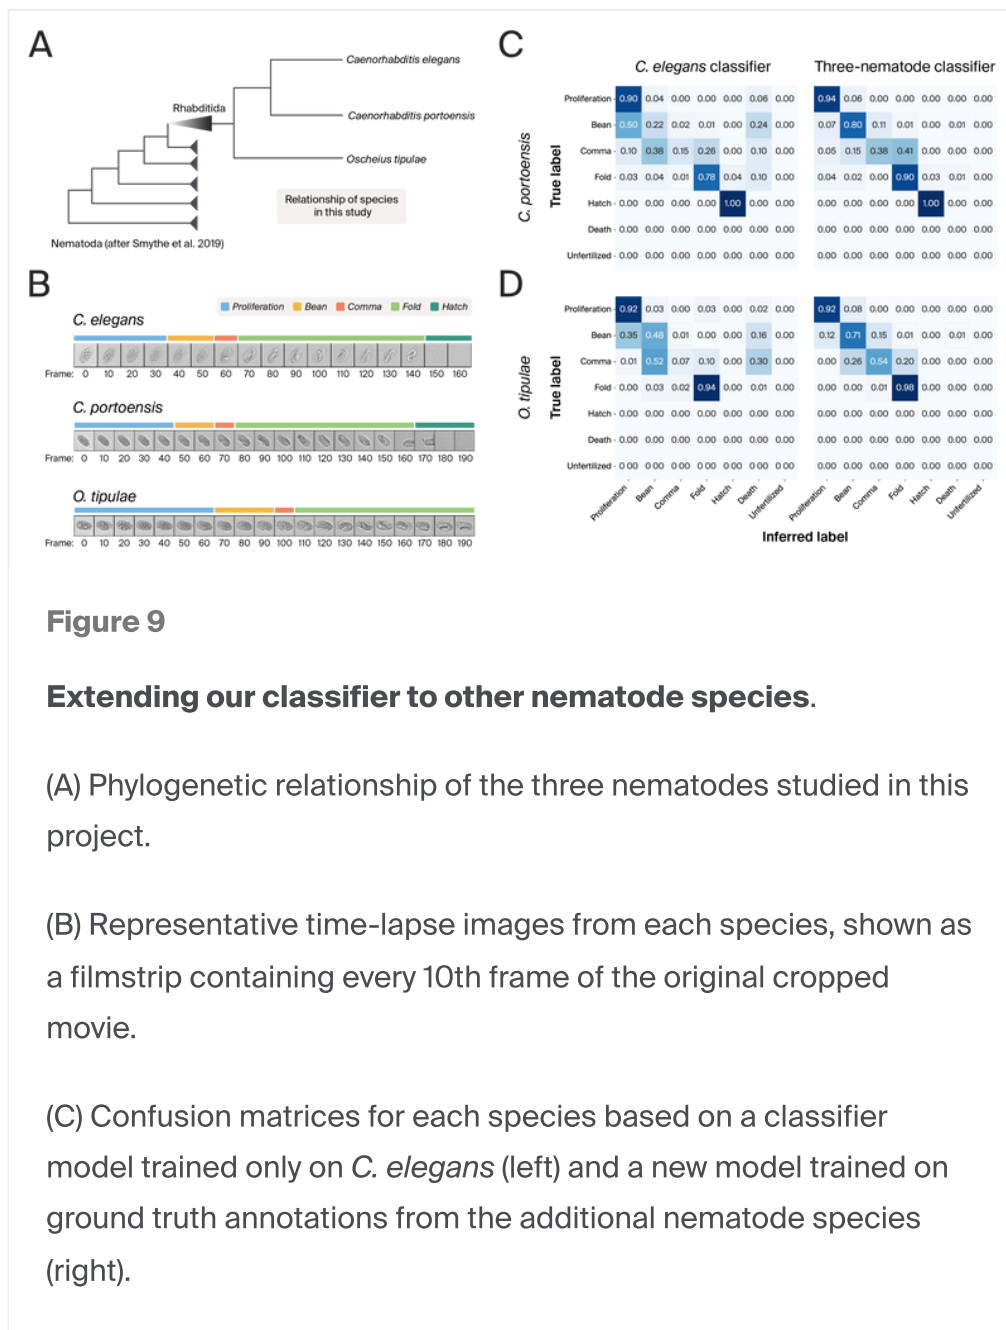 A
Caenorhabditis elegans
Rhabditida
Caenorhabditis portoensis
Oscheius tipulae
Relationship of species
in this study
Nematoda (after Smythe et al. 2019)
B
Proliferation Bean Comma Fold Hatch
C. elegans
Frame: 0 10 20 30 40 50 60 70 80 90 100 110 120 130 140 150 160
C. portoensis
Frame: 0 10 20 30 40 50 60 70 80 90 100 110 120 130 140 150 160 170 180 190
O. tipulae
Frame: 0 10 20 30 40 50 60 70 80 90 100 110 120 130 140 150 160 170 180 190
C
C. elegans classifier Three-nematode classifier
C. portoensis
True label
Proliferation 0.90 0.04 0.00 0.00 0.00 0.06 0.00 0.94 0.06 0.00 0.00 0.00 0.00 0.00
Bean 0.50 0.22 0.02 0.01 0.00 0.24 0.00 0.07 0.80 0.11 0.01 0.00 0.01 0.00
Comma 0.10 0.38 0.15 0.26 0.00 0.10 0.00 0.05 0.15 0.38 0.41 0.00 0.00 0.00
Fold 0.03 0.04 0.01 0.78 0.04 0.10 0.00 0.04 0.02 0.00 0.90 0.03 0.01 0.00
Hatch 0.00 0.00 0.00 0.00 1.00 0.00 0.00 0.00 0.00 0.00 0.00 1.00 0.00 0.00
Death 0.00 0.00 0.00 0.00 0.00 0.00 0.00 0.00 0.00 0.00 0.00 0.00 0.00 0.00
Unfertilized 0.00 0.00 0.00 0.00 0.00 0.00 0.00 0.00 0.00 0.00 0.00 0.00 0.00 0.00
D
O. tipulae
True label
Proliferation 0.92 0.03 0.00 0.03 0.00 0.02 0.00 0.92 0.08 0.00 0.00 0.00 0.00 0.00
Bean 0.35 0.48 0.01 0.01 0.00 0.16 0.00 0.12 0.71 0.15 0.01 0.00 0.01 0.00
Comma 0.01 0.52 0.07 0.10 0.00 0.30 0.00 0.00 0.26 0.54 0.20 0.00 0.00 0.00
Fold 0.00 0.03 0.02 0.94 0.00 0.01 0.00 0.00 0.00 0.01 0.98 0.00 0.00 0.00
Hatch 0.00 0.00 0.00 0.00 0.00 0.00 0.00 0.00 0.00 0.00 0.00 0.00 0.00 0.00
Death 0.00 0.00 0.00 0.00 0.00 0.00 0.00 0.00 0.00 0.00 0.00 0.00 0.00 0.00
Unfertilized 0.00 0.00 0.00 0.00 0.00 0.00 0.00 0.00 0.00 0.00 0.00 0.00 0.00 0.00
Proliferation Bean Comma Fold Hatch Death Unfertilized Proliferation Bean Comma Fold Hatch Death Unfertilized
Inferred label
Figure 9
Extending our classifier to other nematode species.
(A) Phylogenetic relationship of the three nematodes studied in this
project.
(B) Representative time-lapse images from each species, shown as
a filmstrip containing every 10th frame of the original cropped
movie.
(C) Confusion matrices for each species based on a classifier
model trained only on C. elegans (left) and a new model trained on
ground truth annotations from the additional nematode species
(right).